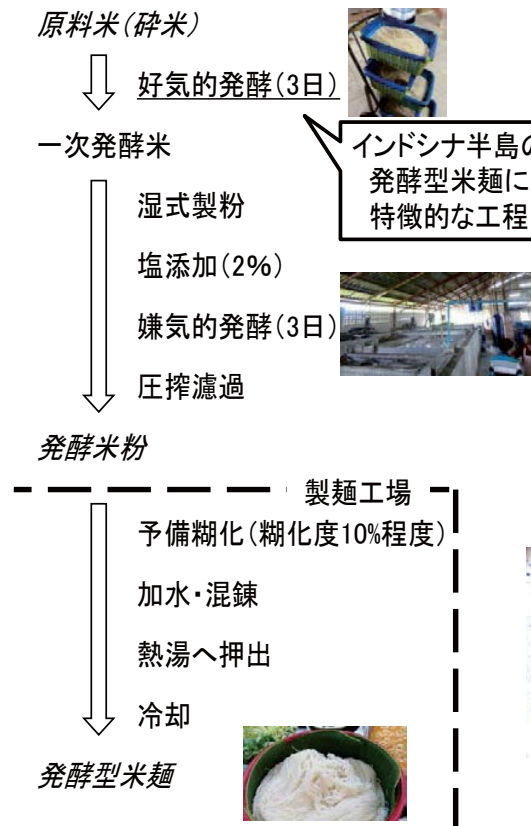 原料米(砕米)
好気的発酵(3日)
一次発酵米
インドシナ半島の
発酵型米麺に
特徴的な工程
湿式製粉
塩添加(2%)
嫌気的発酵(3日)
圧搾濾過
発酵米粉
製麺工場
予備糊化(糊化度10%程度)
加水・混錬
熱湯へ押出
冷却
発酵型米麺